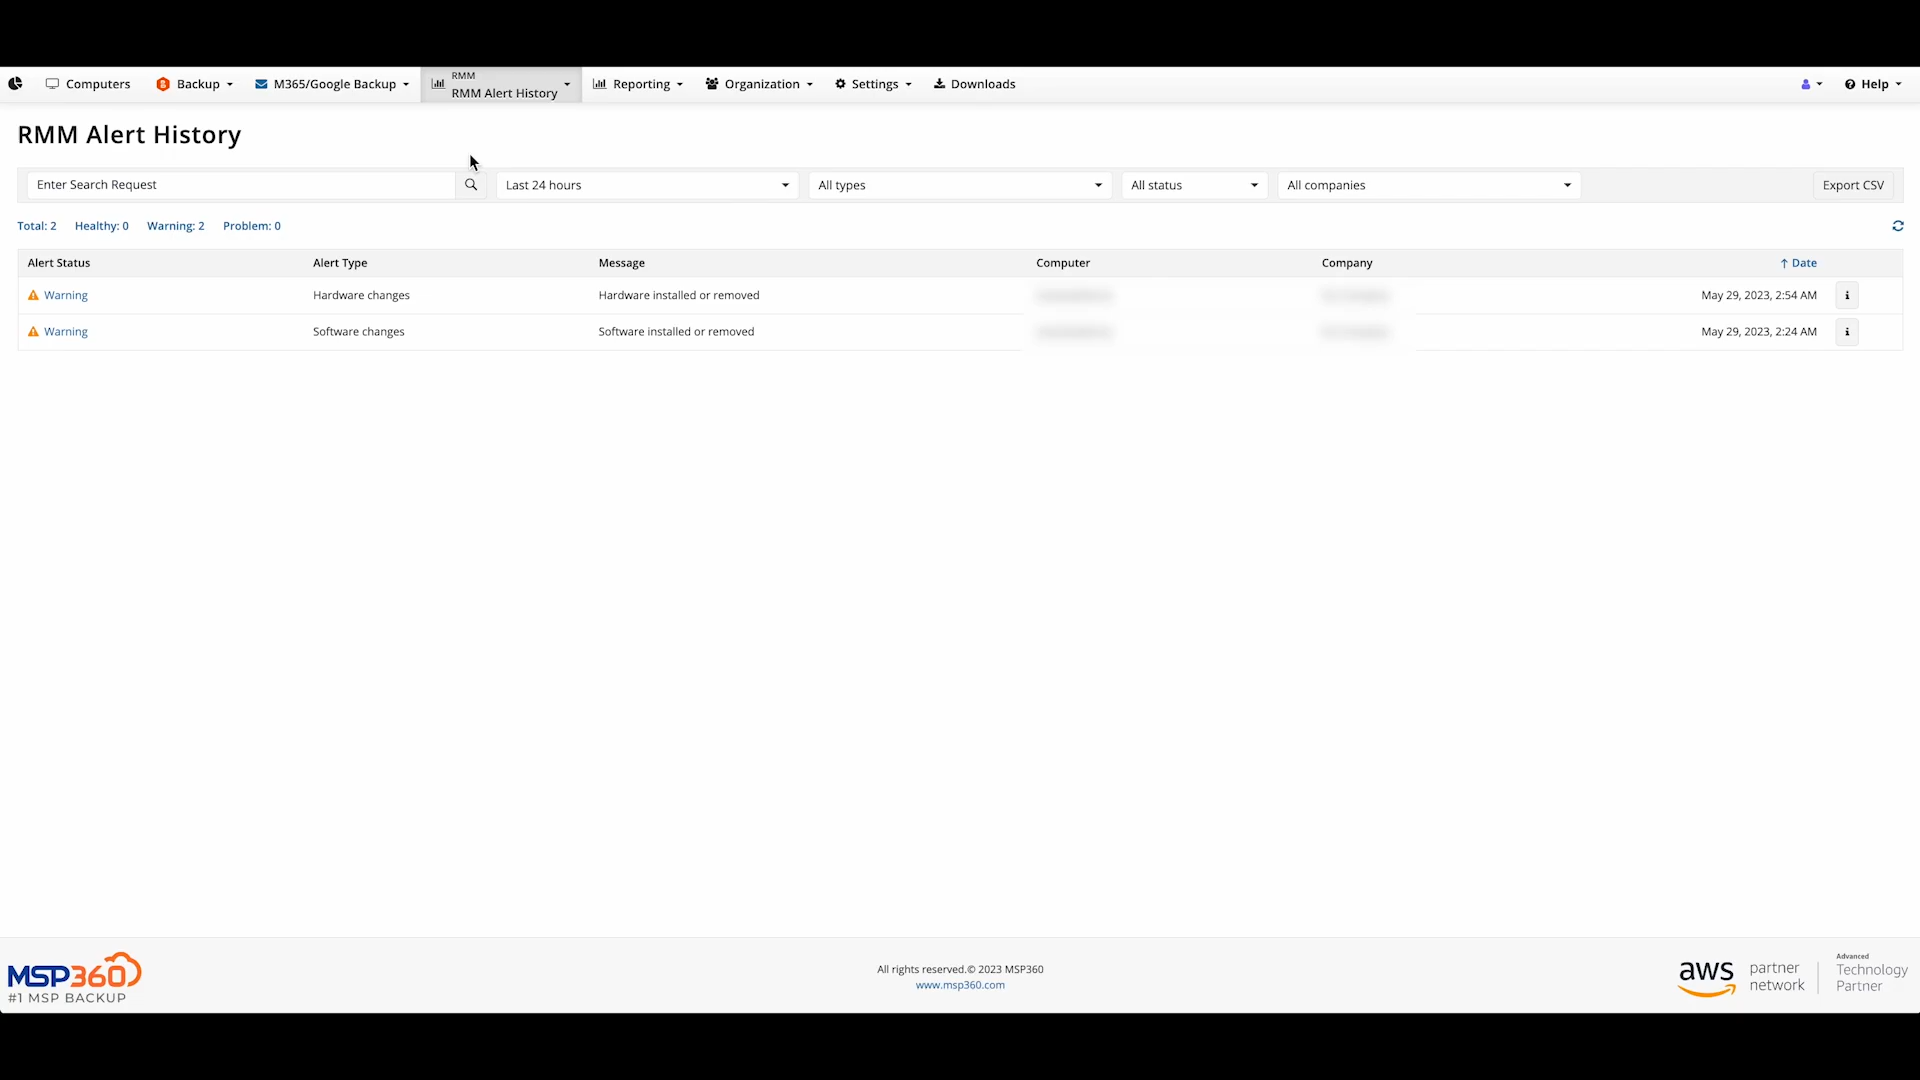 Computers Backup M365/Google Backup RMM RMM Alert History Reporting Organization Settings Downloads Help
RMM Alert History
Enter Search Request Last 24 hours All types All status All companies Export CSV
Total: 2 Healthy: 0 Warning: 2 Problem: 0
Alert Status Alert Type Message Computer Company ↑ Date
Warning Hardware changes Hardware installed or removed May 29, 2023, 2:54 AM
Warning Software changes Software installed or removed May 29, 2023, 2:24 AM
MSP360
#1 MSP BACKUP
All rights reserved.© 2023 MSP360
www.msp360.com
aws partner network
Advanced
Technology
Partner